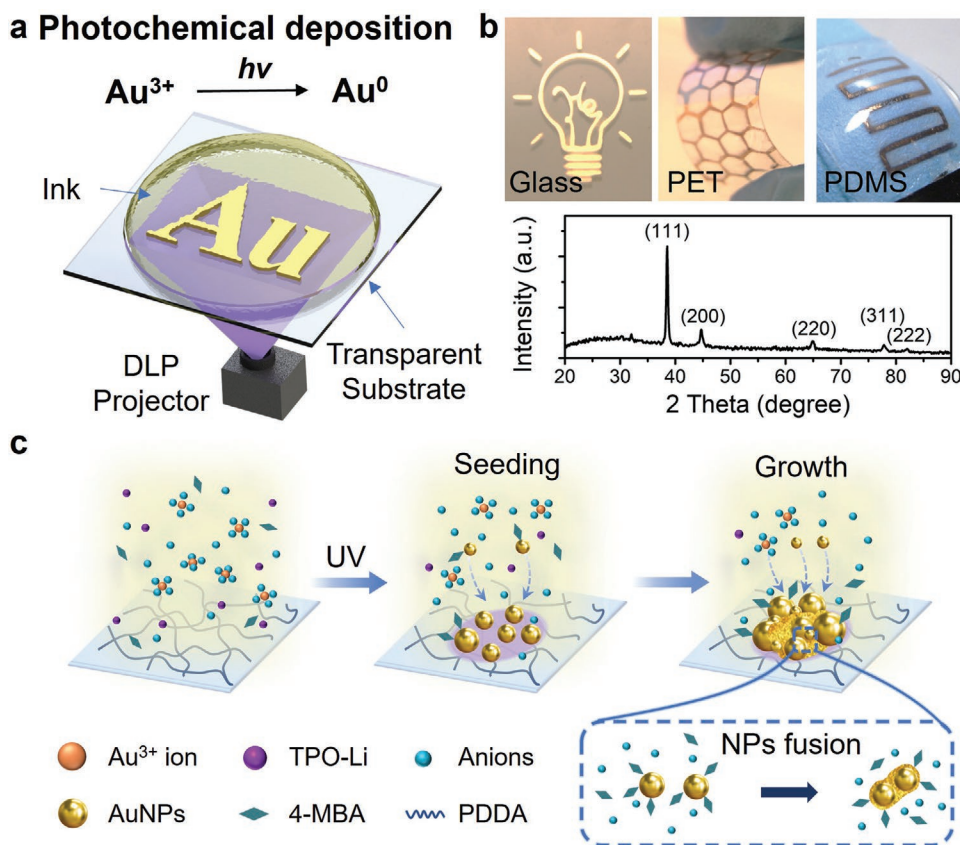 a Photochemical deposition
Au³⁺ hν Au⁰
Ink
Au
DLP
Projector
Transparent
Substrate
b
Glass
PET
PDMS
Intensity (a.u.)
(111)
(200)
(220)
(311)
(222)
20 30 40 50 60 70 80 90
2 Theta (degree)
c
UV
Seeding
Growth
NPs fusion
Au³⁺ ion
TPO-Li
Anions
AuNPs
4-MBA
PDDA